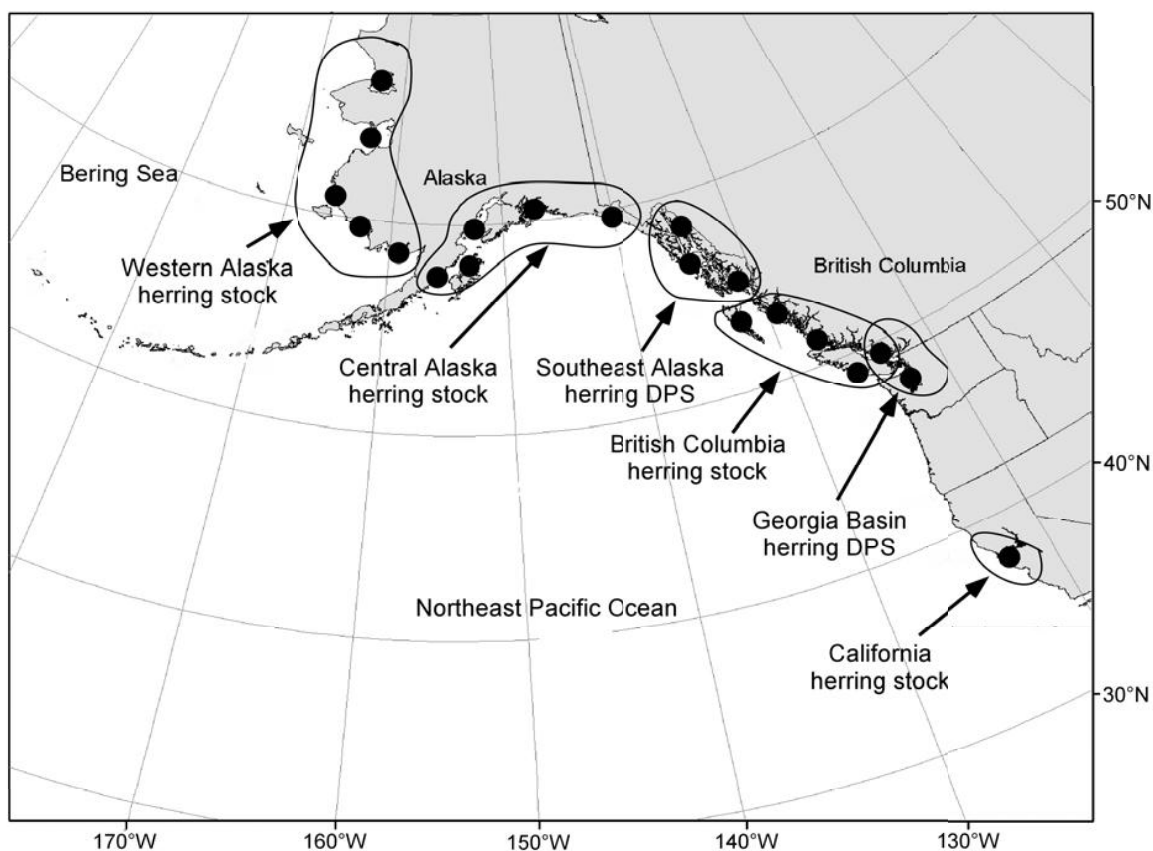 Bering Sea
Alaska
50°N
Western Alaska
herring stock
British Columbia
Central Alaska
herring stock
Southeast Alaska
herring DPS
British Columbia
herring stock
40°N
Georgia Basin
herring DPS
Northeast Pacific Ocean
California
herring stock
30°N
170°W
160°W
150°W
140°W
130°W